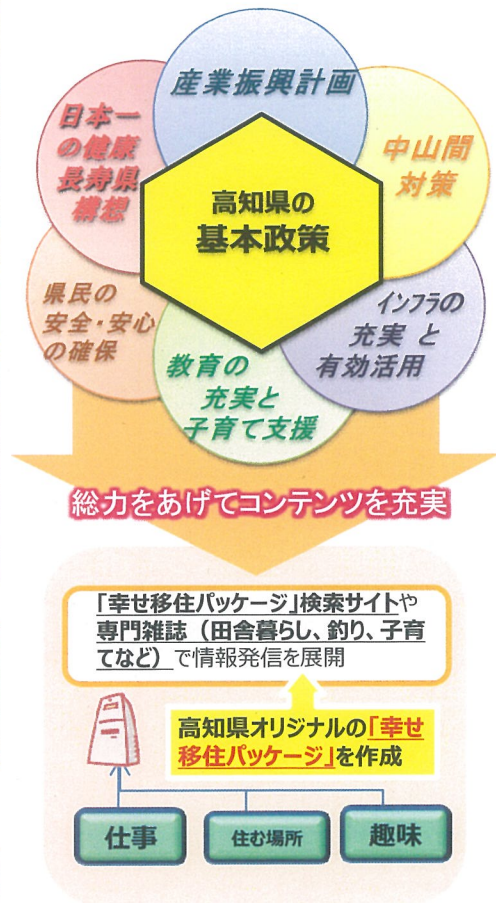 産業振興計画
日本一
の健康
長寿県
構想
中山間
対策
高知県の
基本政策
県民の
安全・安心
の確保
インフラの
充実 と
有効活用
教育の
充実と
子育て支援
総力をあげてコンテンツを充実
「幸せ移住パッケージ」検索サイトや
専門雑誌（田舎暮らし、釣り、子育
てなど）で情報発信を展開
高知県オリジナルの「幸せ
移住パッケージ」を作成
仕事
住む場所
趣味